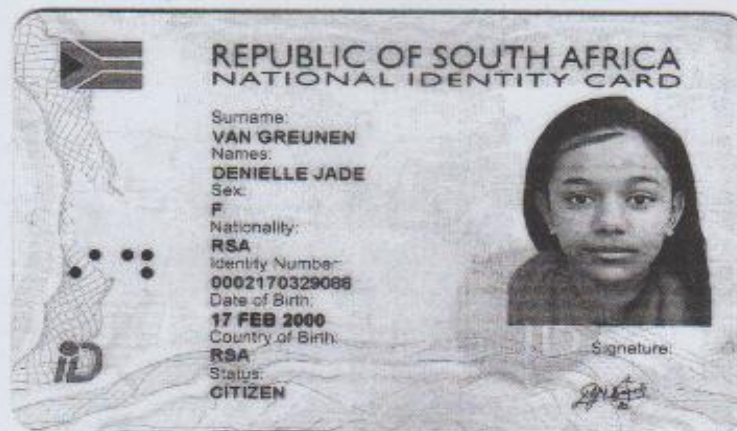 REPUBLIC OF SOUTH AFRICA
NATIONAL IDENTITY CARD
Surname:
VAN GREUNEN
Names:
DENIELLE JADE
Sex:
F
Nationality:
RSA
Identity Number:
0002170329088
Date of Birth:
17 FEB 2000
Country of Birth:
RSA
Status:
CITIZEN
Signature:
iD